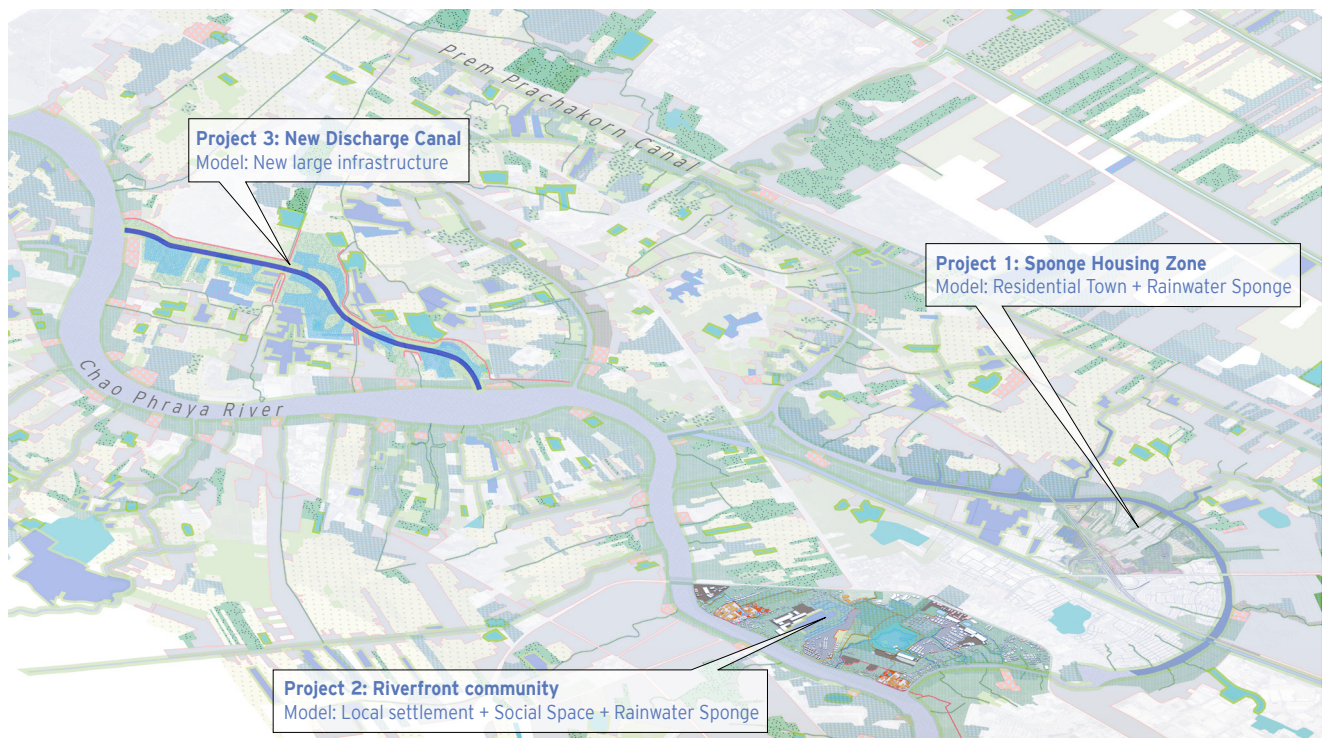 Prem Prachakorn Canal
Project 3: New Discharge Canal
Model: New large infrastructure
Project 1: Sponge Housing Zone
Model: Residential Town + Rainwater Sponge
Chao Phraya River
Project 2: Riverfront community
Model: Local settlement + Social Space + Rainwater Sponge